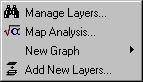 Manage Layers...
Map Analysis...
New Graph
Add New Layers...